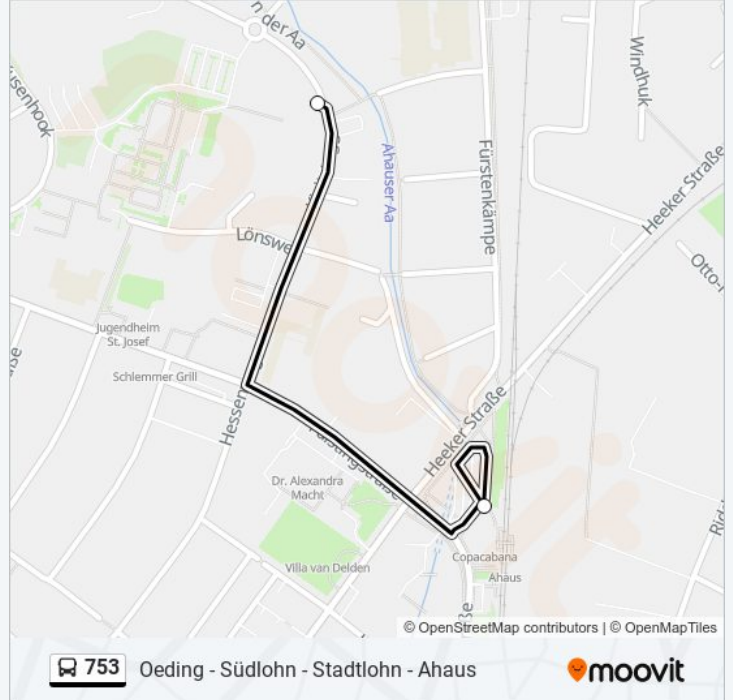 n der Aa
usenhook
Windhuk
Ahauser Aa
Fürstenkämpe
Heeker Straße
Lönswe
Otto-
Jugendheim
St. Josef
Schlemmer Grill
Hessen
Heeker Straße
Dr. Alexandra
Macht
Villa van Delden
Copacabana
Ahaus
© OpenStreetMap contributors | © OpenMapTiles
753 Oeding - Südlohn - Stadtlohn - Ahaus
moovit